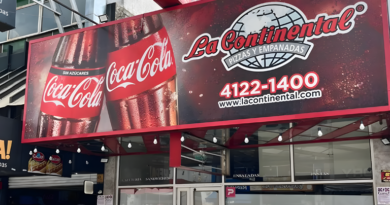 SIN AZÚCARES
Coca-Cola
Coca-Cola
La Continental
PIZZAS Y EMPANADAS
4122-1400
www.lacontinental.com